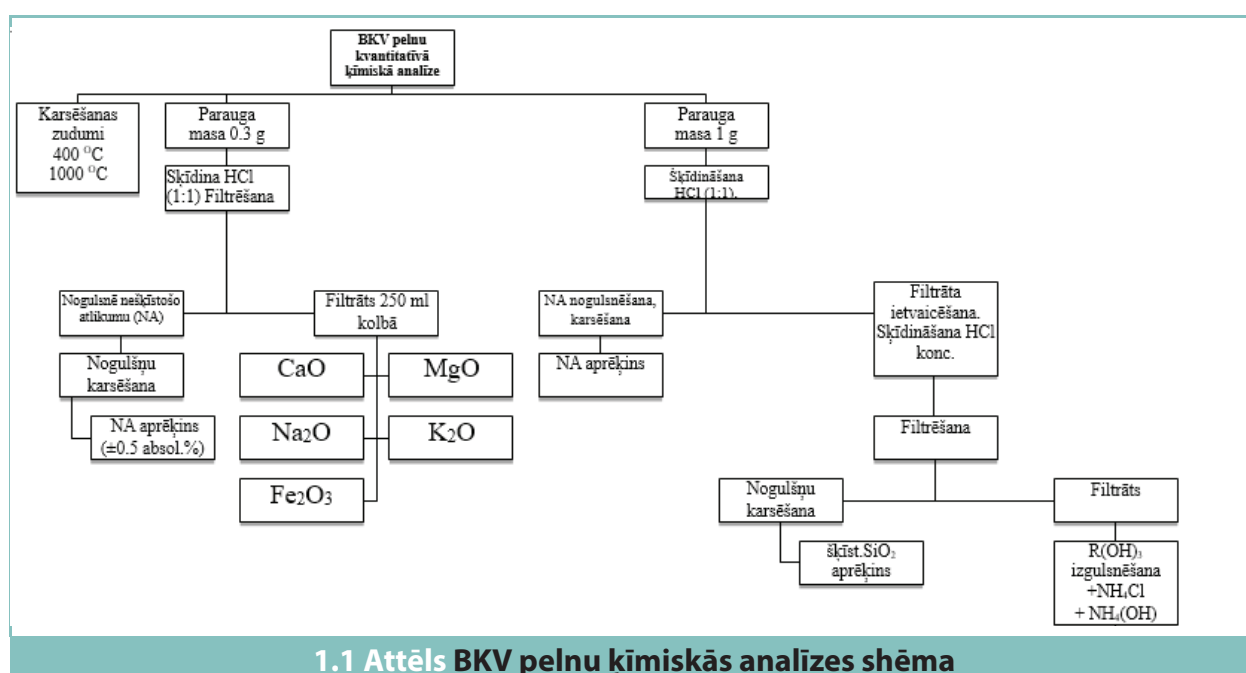 BKV pelnu
kvantitatīvā
ķīmiskā analīze
Karsēšanas
zudumi
400 °C
1000 °C
Parauga
masa 0.3 g
Sķīdina HCl
(1:1) Filtrēšana
Nogulsnē nešķīstošo
atlikumu (NA)
Nogulšņu
karsēšana
NA aprēķins
(±0.5 absol.%)
Filtrāts 250 ml
kolbā
CaO
MgO
Na₂O
K₂O
Fe₂O₃
Parauga
masa 1 g
Šķīdināšana
HCl (1:1).
NA nogulsnēšana,
karsēšana
NA aprēķins
Filtrāta
ietvaicēšana.
Sķīdināšana HCl
konc.
Filtrēšana
Nogulšņu
karsēšana
šķīst.SiO₂
aprēķins
Filtrāts
R(OH)₃
izgulsnēšana
+NH₄Cl
+ NH₄(OH)
1.1 Attēls BKV pelnu ķīmiskās analīzes shēma